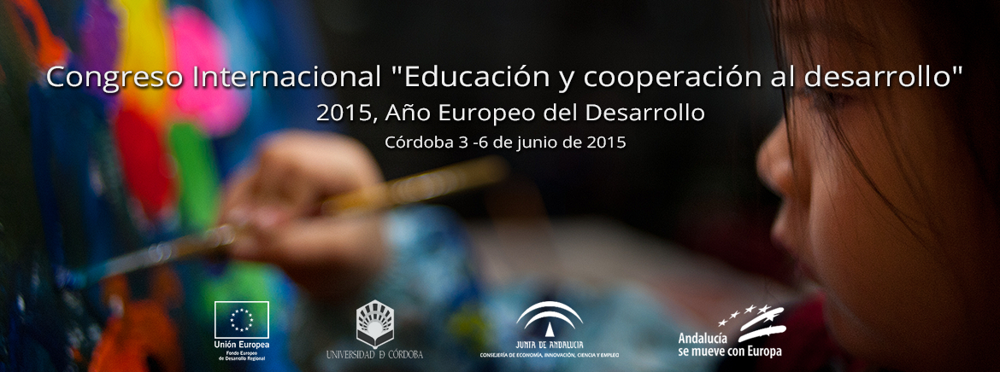 Congreso Internacional "Educación y cooperación al desarrollo"
2015, Año Europeo del Desarrollo
Córdoba 3 -6 de junio de 2015
Unión Europea
Fondo Europeo
de Desarrollo Regional
UNIVERSIDAD Ð CÓRDOBA
JUNTA DE ANDALUCIA
CONSEJERÍA DE ECONOMÍA, INNOVACIÓN, CIENCIA Y EMPLEO
Andalucía
se mueve con Europa